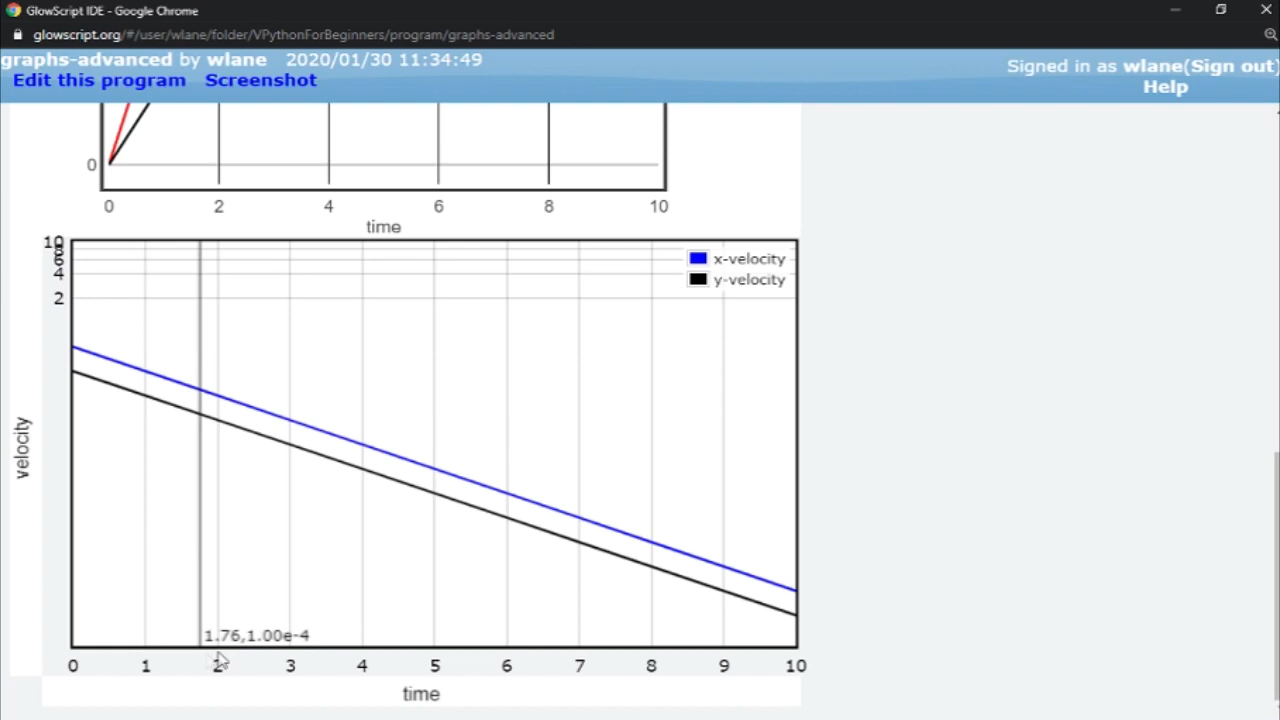 GlowScript IDE - Google Chrome
glowscript.org/#/user/wlane/folder/VPythonForBeginners/program/graphs-advanced
graphs-advanced by wlane 2020/01/30 11:34:49
Signed in as wlane(Sign out)
Edit this program Screenshot
Help
0
0 2 4 6 8 10
time
10
8
6
4
2
x-velocity
y-velocity
velocity
1.76,1.00e-4
0 1 2 3 4 5 6 7 8 9 10
time